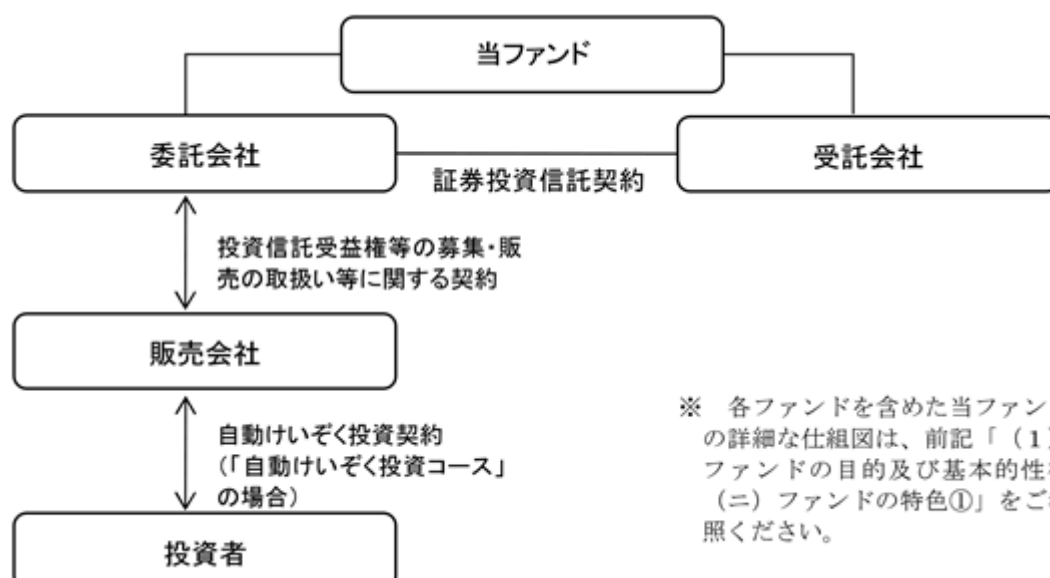 当ファンド
委託会社
受託会社
証券投資信託契約
投資信託受益権等の募集・販
売の取扱い等に関する契約
販売会社
自動けいぞく投資契約
(「自動けいぞく投資コース」
の場合)
投資者
※ 各ファンドを含めた当ファン
の詳細な仕組図は、前記「(1)
ファンドの目的及び基本的性
(ニ)ファンドの特色①」をご
照ください。